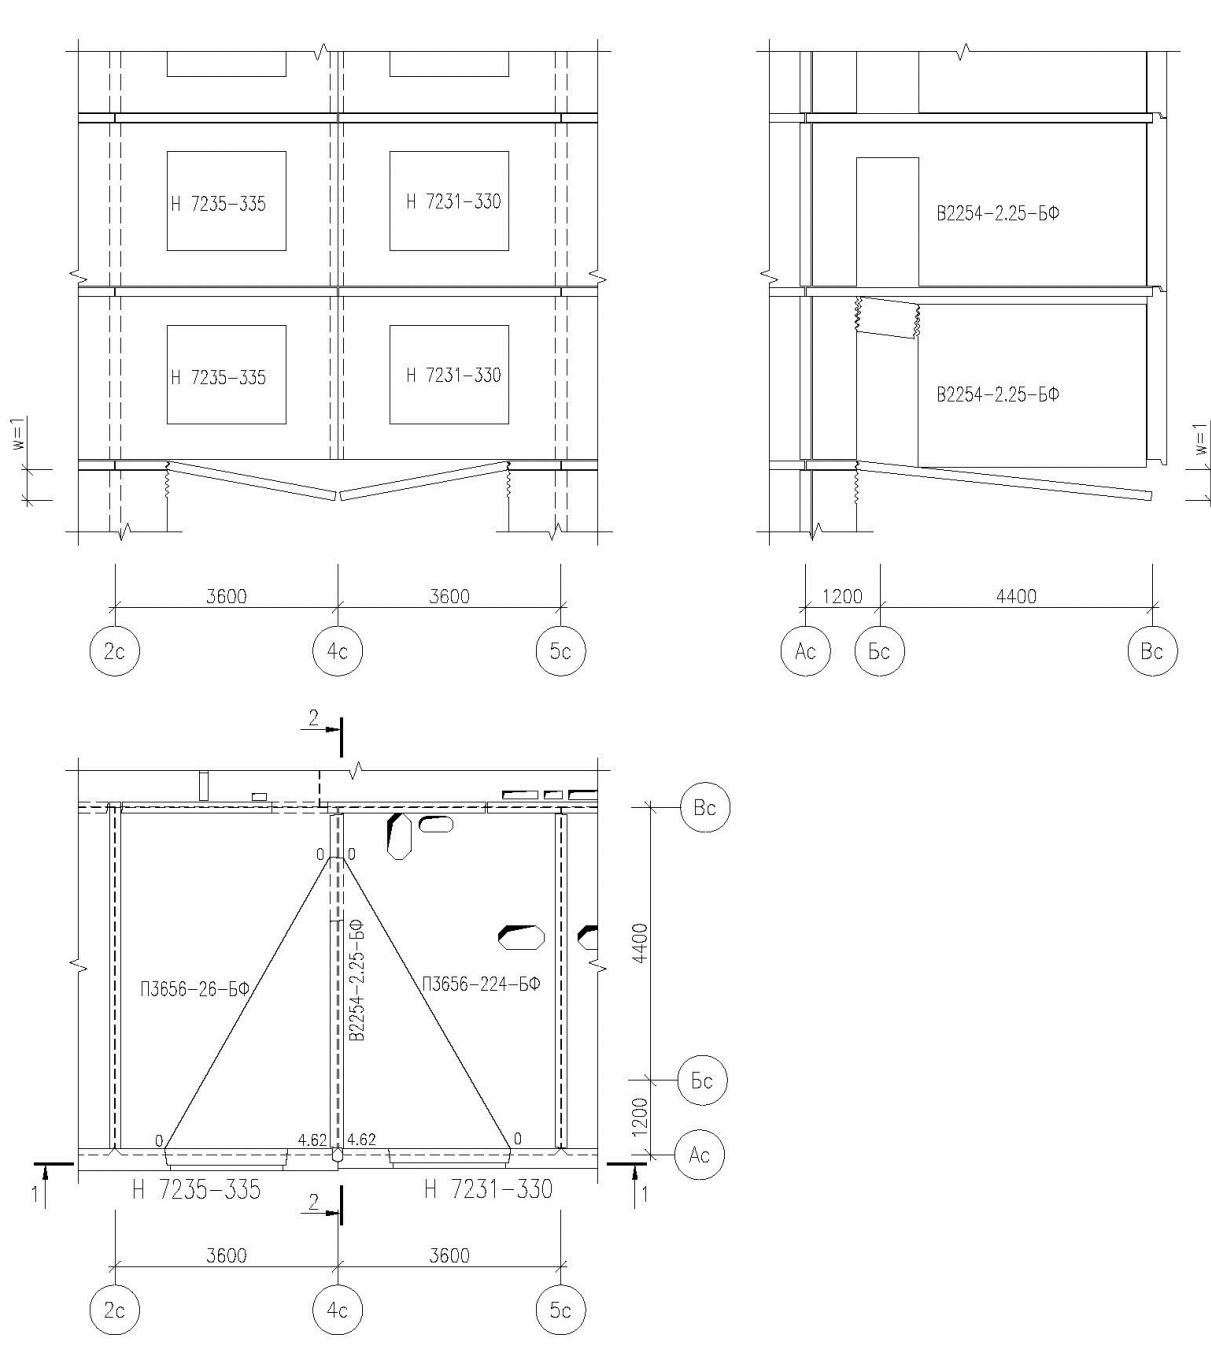 Н 7235-335
Н 7231-330
В2254-2.25-БФ
Н 7235-335
Н 7231-330
В2254-2.25-БФ
w=1
w=1
3600
3600
1200
4400
2с
4с
5с
Ас
Бс
Вс
2
Вс
0
0
4400
П3656-26-БФ
В2254-2.25-БФ
П3656-224-БФ
Бс
1200
0
4.62
4.62
0
Ас
1
Н 7235-335
2
Н 7231-330
1
3600
3600
2с
4с
5с